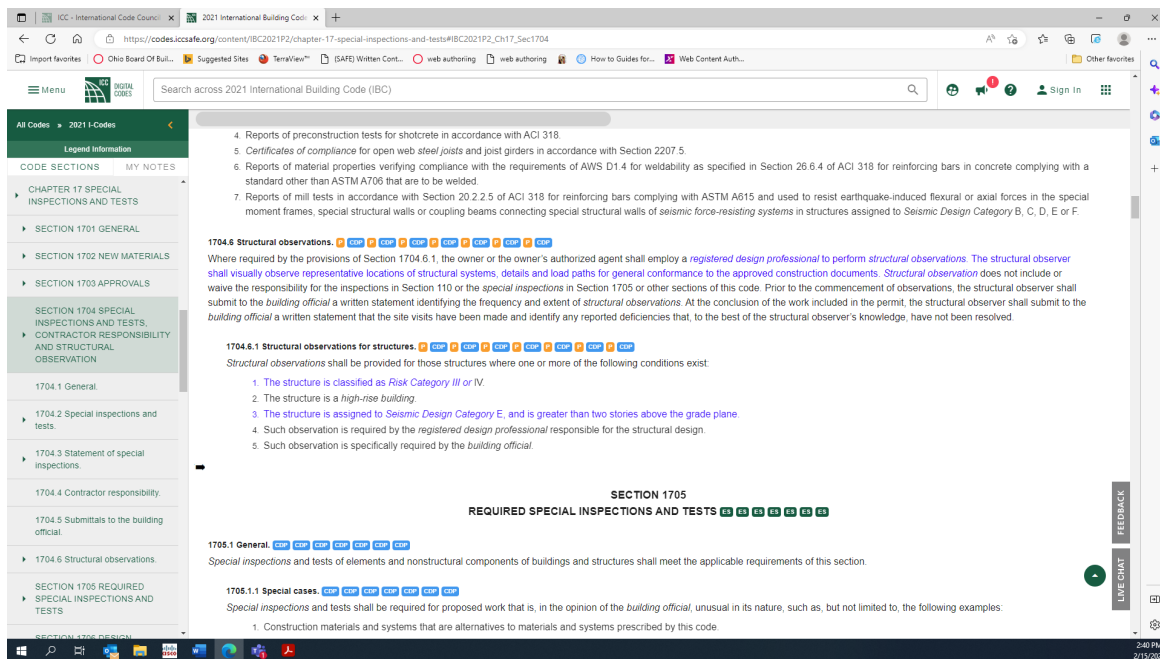 ICC - International Code Council
2021 International Building Code
https://codes.iccsafe.org/content/IBC2021P2/chapter-17-special-inspections-and-tests#IBC2021P2_Ch17_Sec1704
Import favorites Ohio Board Of Buil... Suggested Sites TerraView™ (SAFE) Written Cont... web authoriing web authoring How to Guides for... Web Content Auth... Other favorites
Menu ICC DIGITAL CODES Search across 2021 International Building Code (IBC) Sign In
All Codes » 2021 I-Codes
Legend Information
CODE SECTIONS MY NOTES
CHAPTER 17 SPECIAL
INSPECTIONS AND TESTS
SECTION 1701 GENERAL
SECTION 1702 NEW MATERIALS
SECTION 1703 APPROVALS
SECTION 1704 SPECIAL
INSPECTIONS AND TESTS,
CONTRACTOR RESPONSIBILITY
AND STRUCTURAL
OBSERVATION
1704.1 General.
1704.2 Special inspections and
tests.
1704.3 Statement of special
inspections.
1704.4 Contractor responsibility.
1704.5 Submittals to the building
official.
1704.6 Structural observations.
SECTION 1705 REQUIRED
SPECIAL INSPECTIONS AND
TESTS
SECTION 1706 DESIGN
4. Reports of preconstruction tests for shotcrete in accordance with ACI 318.
5. Certificates of compliance for open web steel joists and joist girders in accordance with Section 2207.5.
6. Reports of material properties verifying compliance with the requirements of AWS D1.4 for weldability as specified in Section 26.6.4 of ACI 318 for reinforcing bars in concrete complying with a
standard other than ASTM A706 that are to be welded.
7. Reports of mill tests in accordance with Section 20.2.2.5 of ACI 318 for reinforcing bars complying with ASTM A615 and used to resist earthquake-induced flexural or axial forces in the special
moment frames, special structural walls or coupling beams connecting special structural walls of seismic force-resisting systems in structures assigned to Seismic Design Category B, C, D, E or F.
1704.6 Structural observations. P CDP P CDP P CDP P CDP P CDP P CDP P CDP
Where required by the provisions of Section 1704.6.1, the owner or the owner's authorized agent shall employ a registered design professional to perform structural observations. The structural observer
shall visually observe representative locations of structural systems, details and load paths for general conformance to the approved construction documents. Structural observation does not include or
waive the responsibility for the inspections in Section 110 or the special inspections in Section 1705 or other sections of this code. Prior to the commencement of observations, the structural observer shall
submit to the building official a written statement identifying the frequency and extent of structural observations. At the conclusion of the work included in the permit, the structural observer shall submit to the
building official a written statement that the site visits have been made and identify any reported deficiencies that, to the best of the structural observer's knowledge, have not been resolved.
1704.6.1 Structural observations for structures. P CDP P CDP P CDP P CDP P CDP P CDP P CDP
Structural observations shall be provided for those structures where one or more of the following conditions exist:
1. The structure is classified as Risk Category III or IV.
2. The structure is a high-rise building.
3. The structure is assigned to Seismic Design Category E, and is greater than two stories above the grade plane.
4. Such observation is required by the registered design professional responsible for the structural design.
5. Such observation is specifically required by the building official.
SECTION 1705
REQUIRED SPECIAL INSPECTIONS AND TESTS ES ES ES ES ES ES ES
1705.1 General. CDP CDP CDP CDP CDP CDP CDP
Special inspections and tests of elements and nonstructural components of buildings and structures shall meet the applicable requirements of this section.
1705.1.1 Special cases. CDP CDP CDP CDP CDP CDP CDP
Special inspections and tests shall be required for proposed work that is, in the opinion of the building official, unusual in its nature, such as, but not limited to, the following examples:
1. Construction materials and systems that are alternatives to materials and systems prescribed by this code.
FEEDBACK
LIVE CHAT
2:40 PM